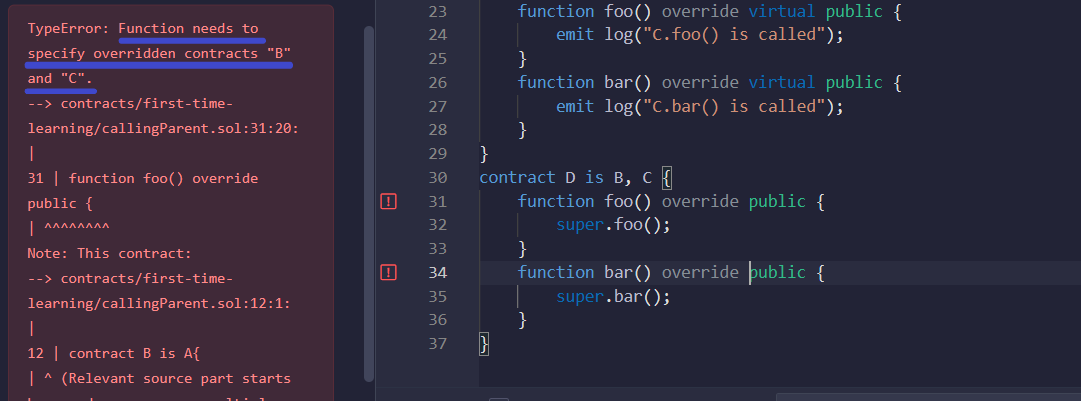 TypeError: Function needs to
specify overridden contracts "B"
and "C".
--> contracts/first-time-
learning/callingParent.sol:31:20:
|
31 | function foo() override
public {
| ^^^^^^^^
Note: This contract:
--> contracts/first-time-
learning/callingParent.sol:12:1:
|
12 | contract B is A{
| ^ (Relevant source part starts
23 function foo() override virtual public {
24 emit log("C.foo() is called");
25 }
26 function bar() override virtual public {
27 emit log("C.bar() is called");
28 }
29 }
30 contract D is B, C {
31 function foo() override public {
32 super.foo();
33 }
34 function bar() override public {
35 super.bar();
36 }
37 }